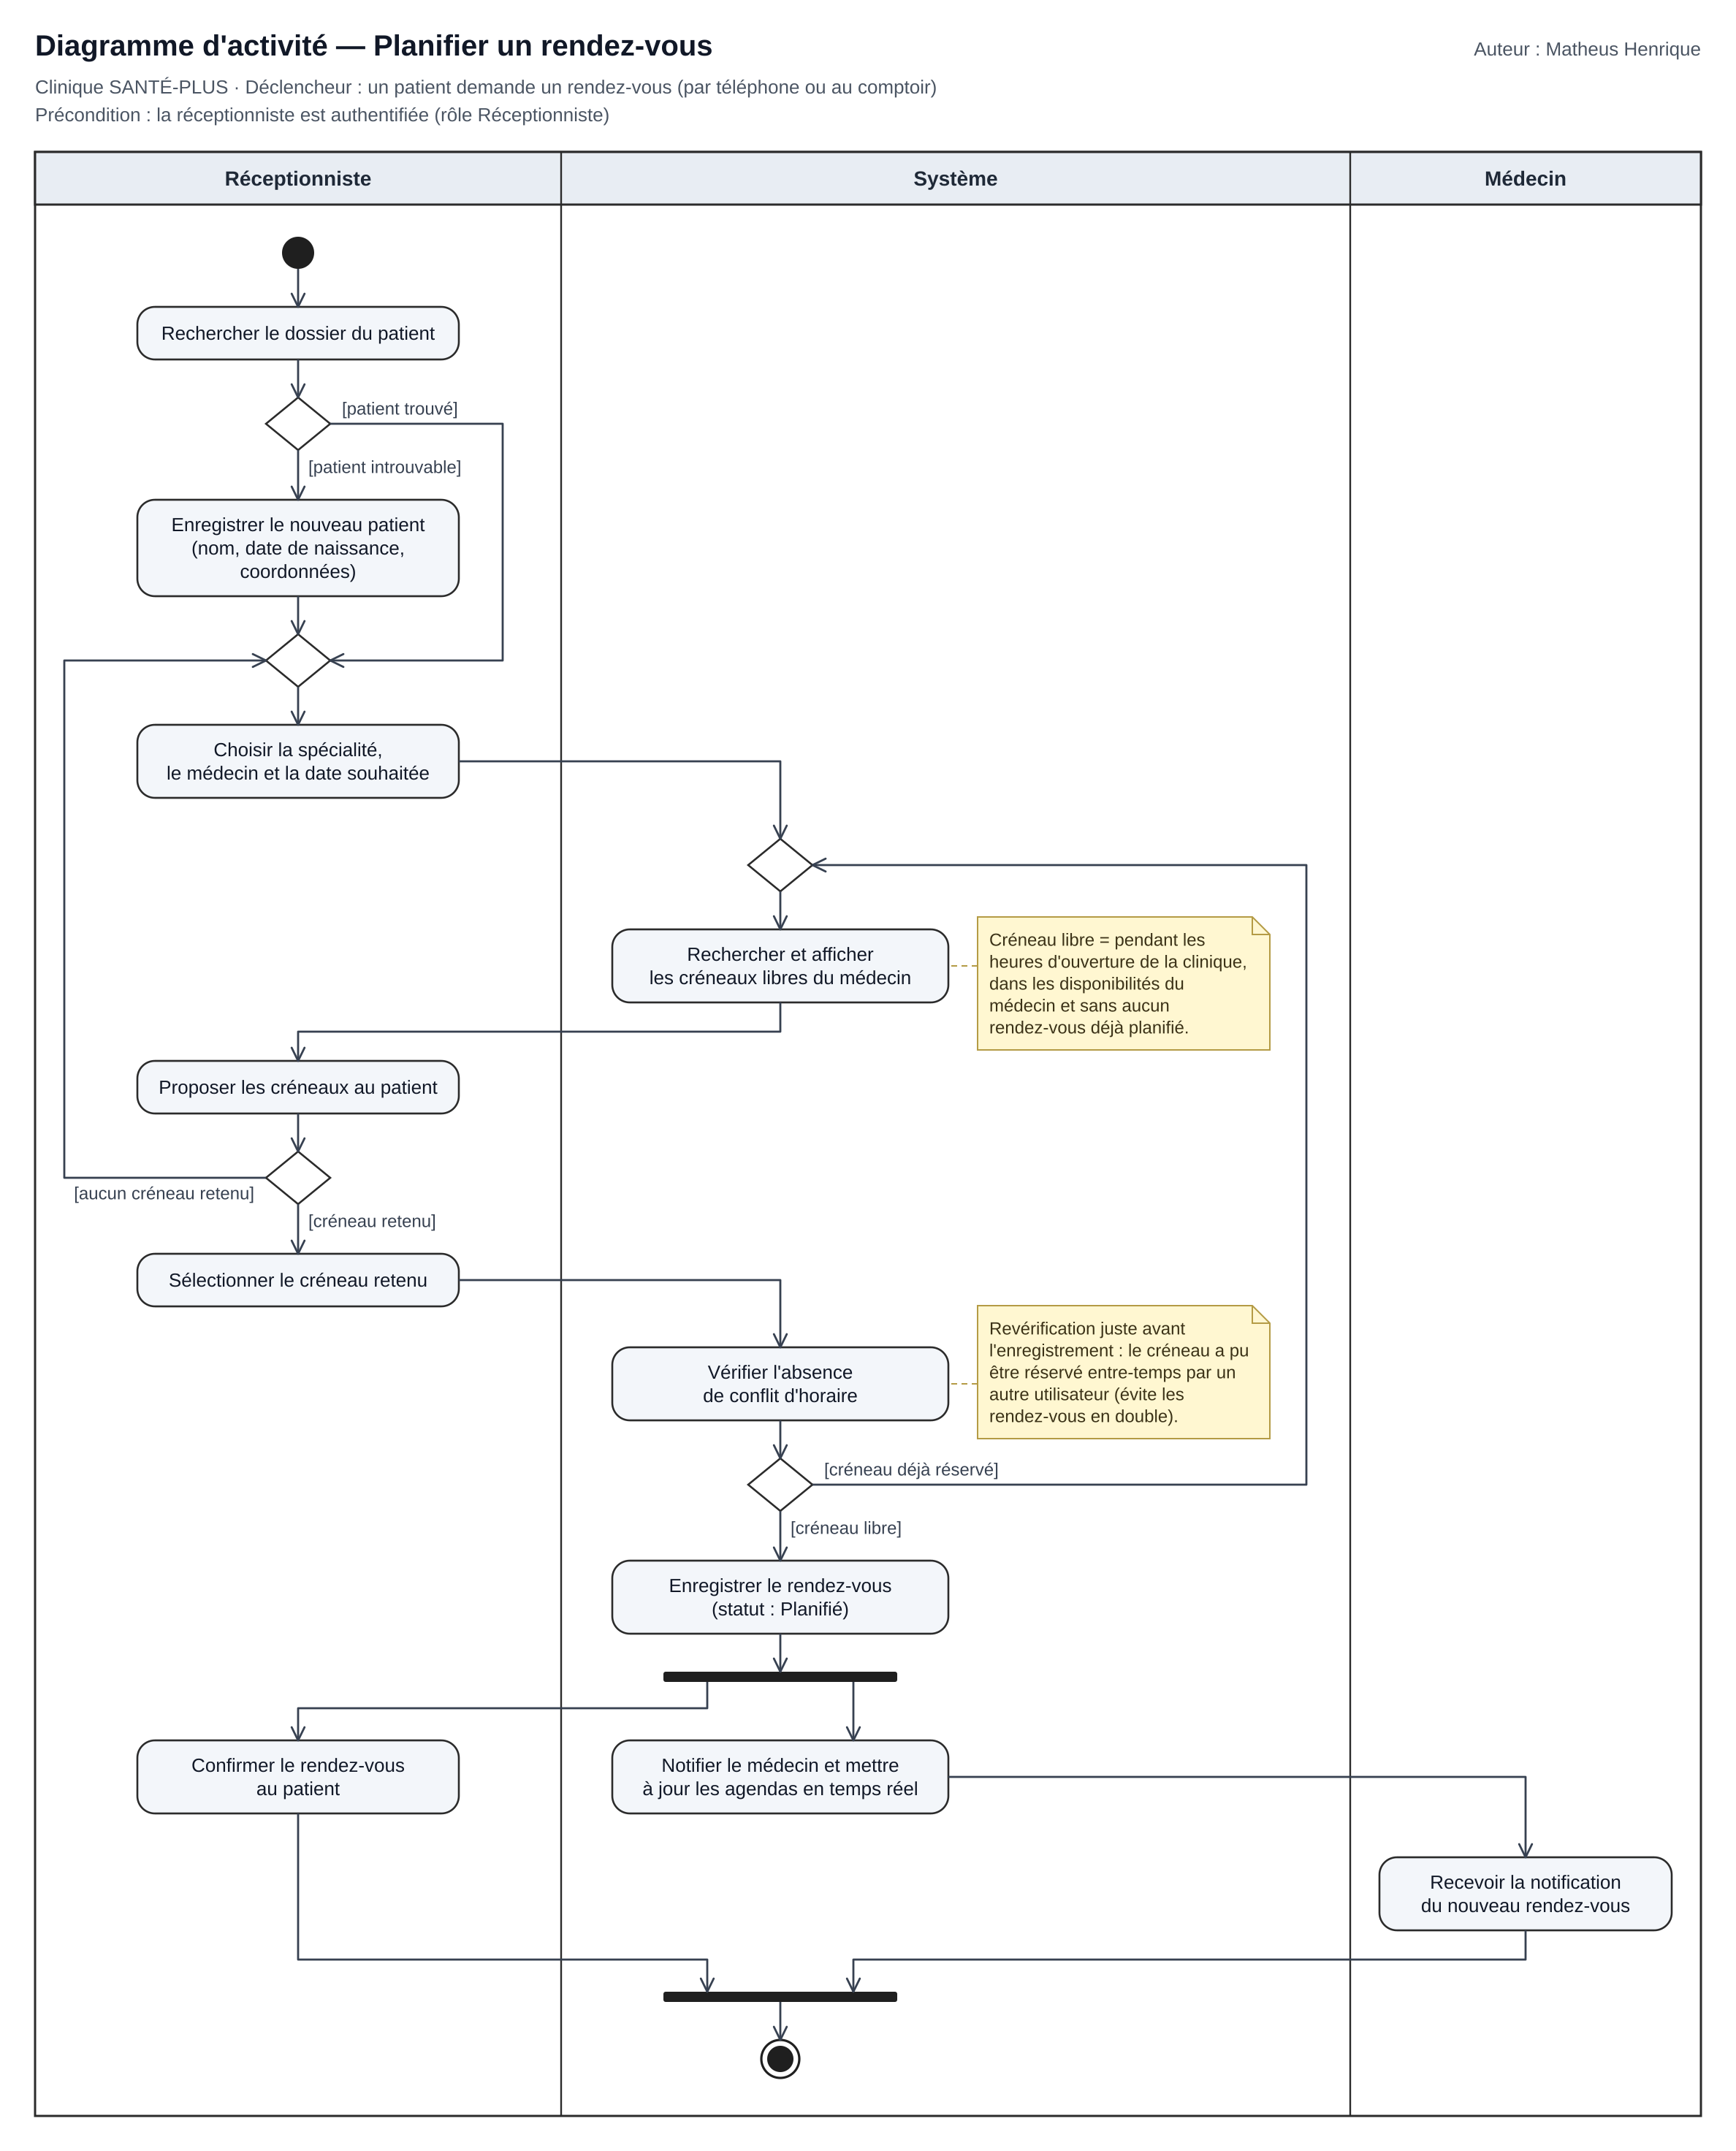 Diagramme d'activité — Planifier un rendez-vous
Auteur : Matheus Henrique
Clinique SANTÉ-PLUS · Déclencheur : un patient demande un rendez-vous (par téléphone ou au comptoir)
Précondition : la réceptionniste est authentifiée (rôle Réceptionniste)
Réceptionniste
Système
Médecin
Rechercher le dossier du patient
[patient trouvé]
[patient introuvable]
Enregistrer le nouveau patient
(nom, date de naissance,
coordonnées)
Choisir la spécialité,
le médecin et la date souhaitée
Rechercher et afficher
les créneaux libres du médecin
Créneau libre = pendant les
heures d'ouverture de la clinique,
dans les disponibilités du
médecin et sans aucun
rendez-vous déjà planifié.
Proposer les créneaux au patient
[aucun créneau retenu]
[créneau retenu]
Sélectionner le créneau retenu
Vérifier l'absence
de conflit d'horaire
Revérification juste avant
l'enregistrement : le créneau a pu
être réservé entre-temps par un
autre utilisateur (évite les
rendez-vous en double).
[créneau déjà réservé]
[créneau libre]
Enregistrer le rendez-vous
(statut : Planifié)
Confirmer le rendez-vous
au patient
Notifier le médecin et mettre
à jour les agendas en temps réel
Recevoir la notification
du nouveau rendez-vous